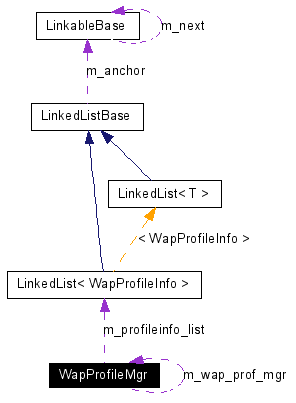 LinkableBase
m_next
m_anchor
LinkedListBase
LinkedList< T >
< WapProfileInfo >
LinkedList< WapProfileInfo >
m_profileinfo_list
WapProfileMgr
m_wap_prof_mgr